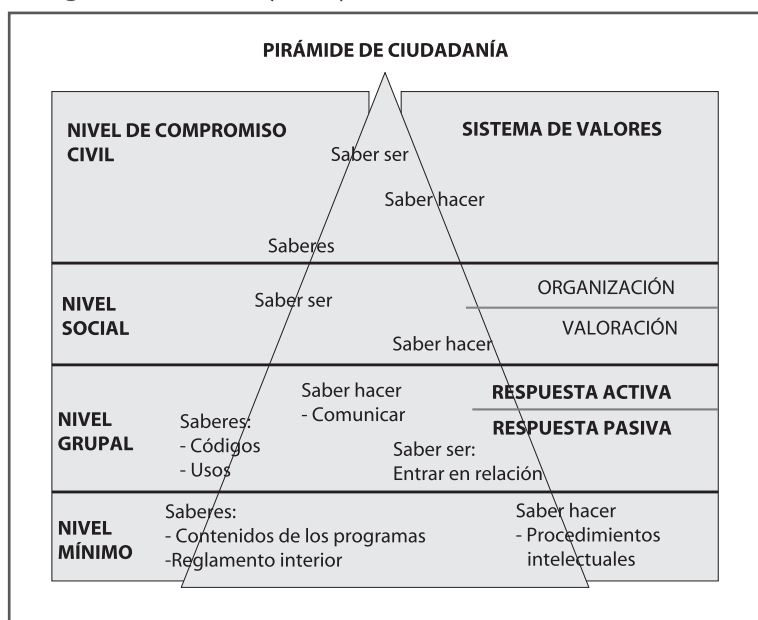 PIRÁMIDE DE CIUDADANÍA
NIVEL DE COMPROMISO
CIVIL
SISTEMA DE VALORES
Saber ser
Saber hacer
Saberes
NIVEL
SOCIAL
Saber ser
Saber hacer
ORGANIZACIÓN
VALORACIÓN
NIVEL
GRUPAL
Saberes:
- Códigos
- Usos
Saber hacer
- Comunicar
Saber ser:
Entrar en relación
RESPUESTA ACTIVA
RESPUESTA PASIVA
NIVEL
MÍNIMO
Saberes:
- Contenidos de los programas
-Reglamento interior
Saber hacer
- Procedimientos
intelectuales